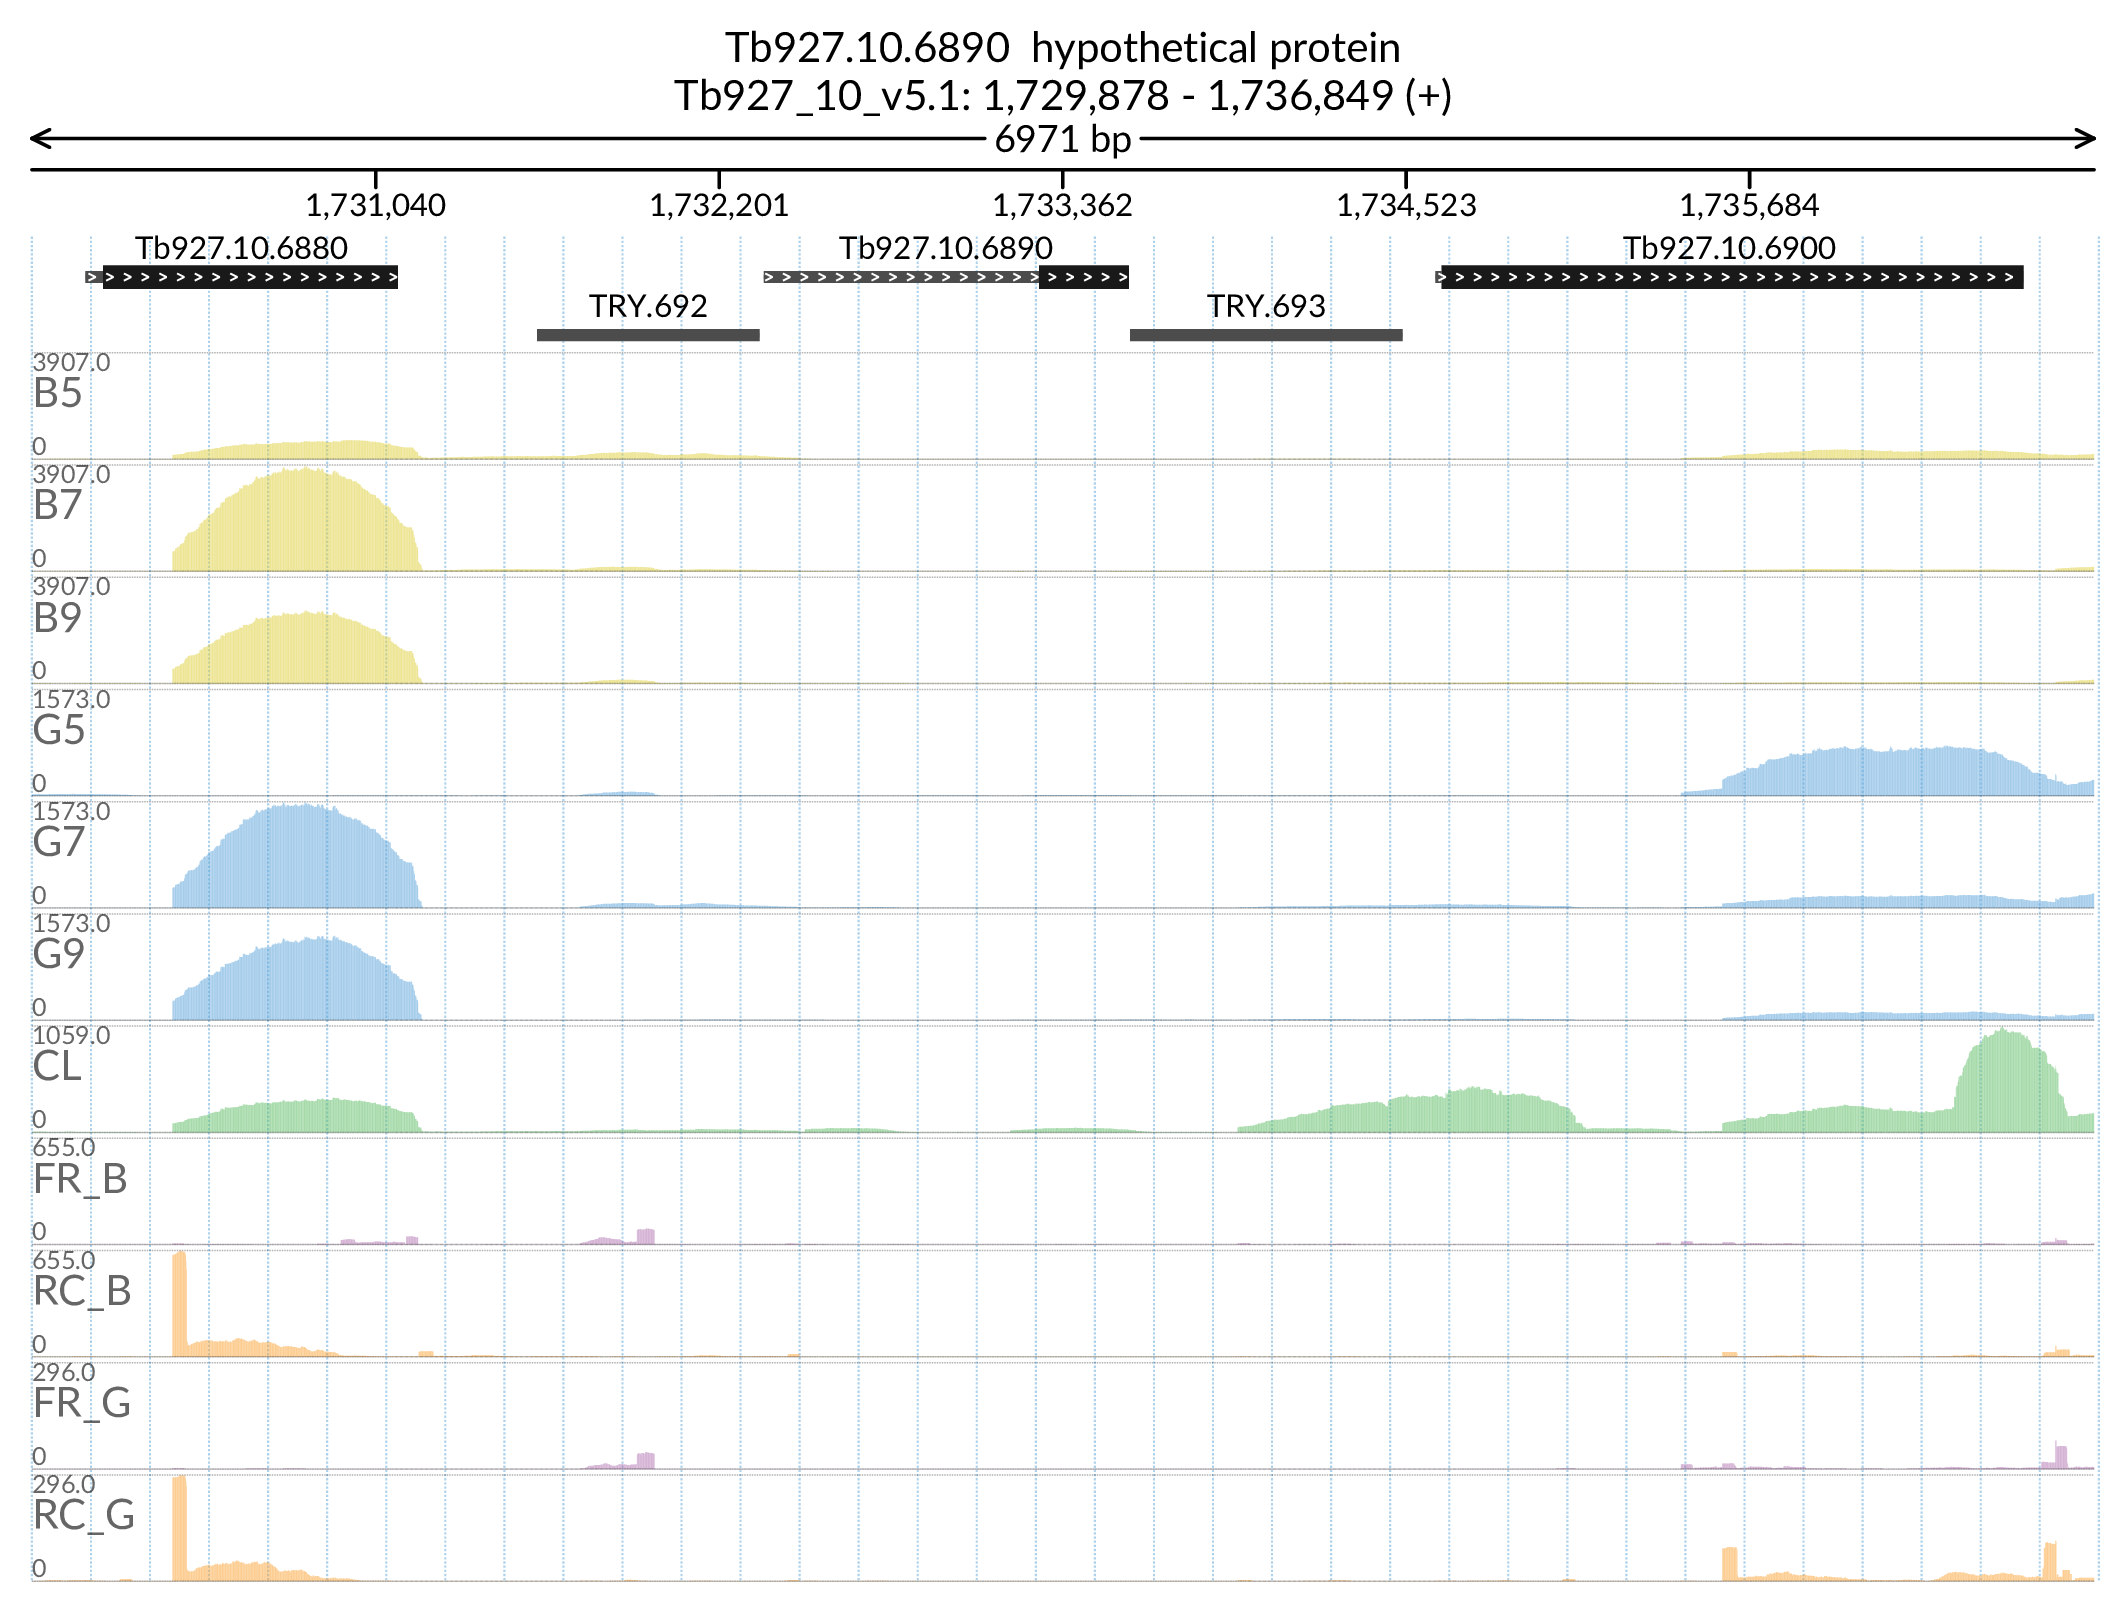 Tb927.10.6890 hypothetical protein
Tb927_10_v5.1: 1,729,878 - 1,736,849 (+)
6971 bp
1,731,040 1,732,201 1,733,362 1,734,523 1,735,684
Tb927.10.6880 Tb927.10.6890 Tb927.10.6900
TRY.692 TRY.693
3907.0
B5
0
3907.0
B7
0
3907.0
B9
0
1573.0
G5
0
1573.0
G7
0
1573.0
G9
0
1059.0
CL
0
655.0
FR_B
0
655.0
RC_B
0
296.0
FR_G
0
296.0
RC_G
0